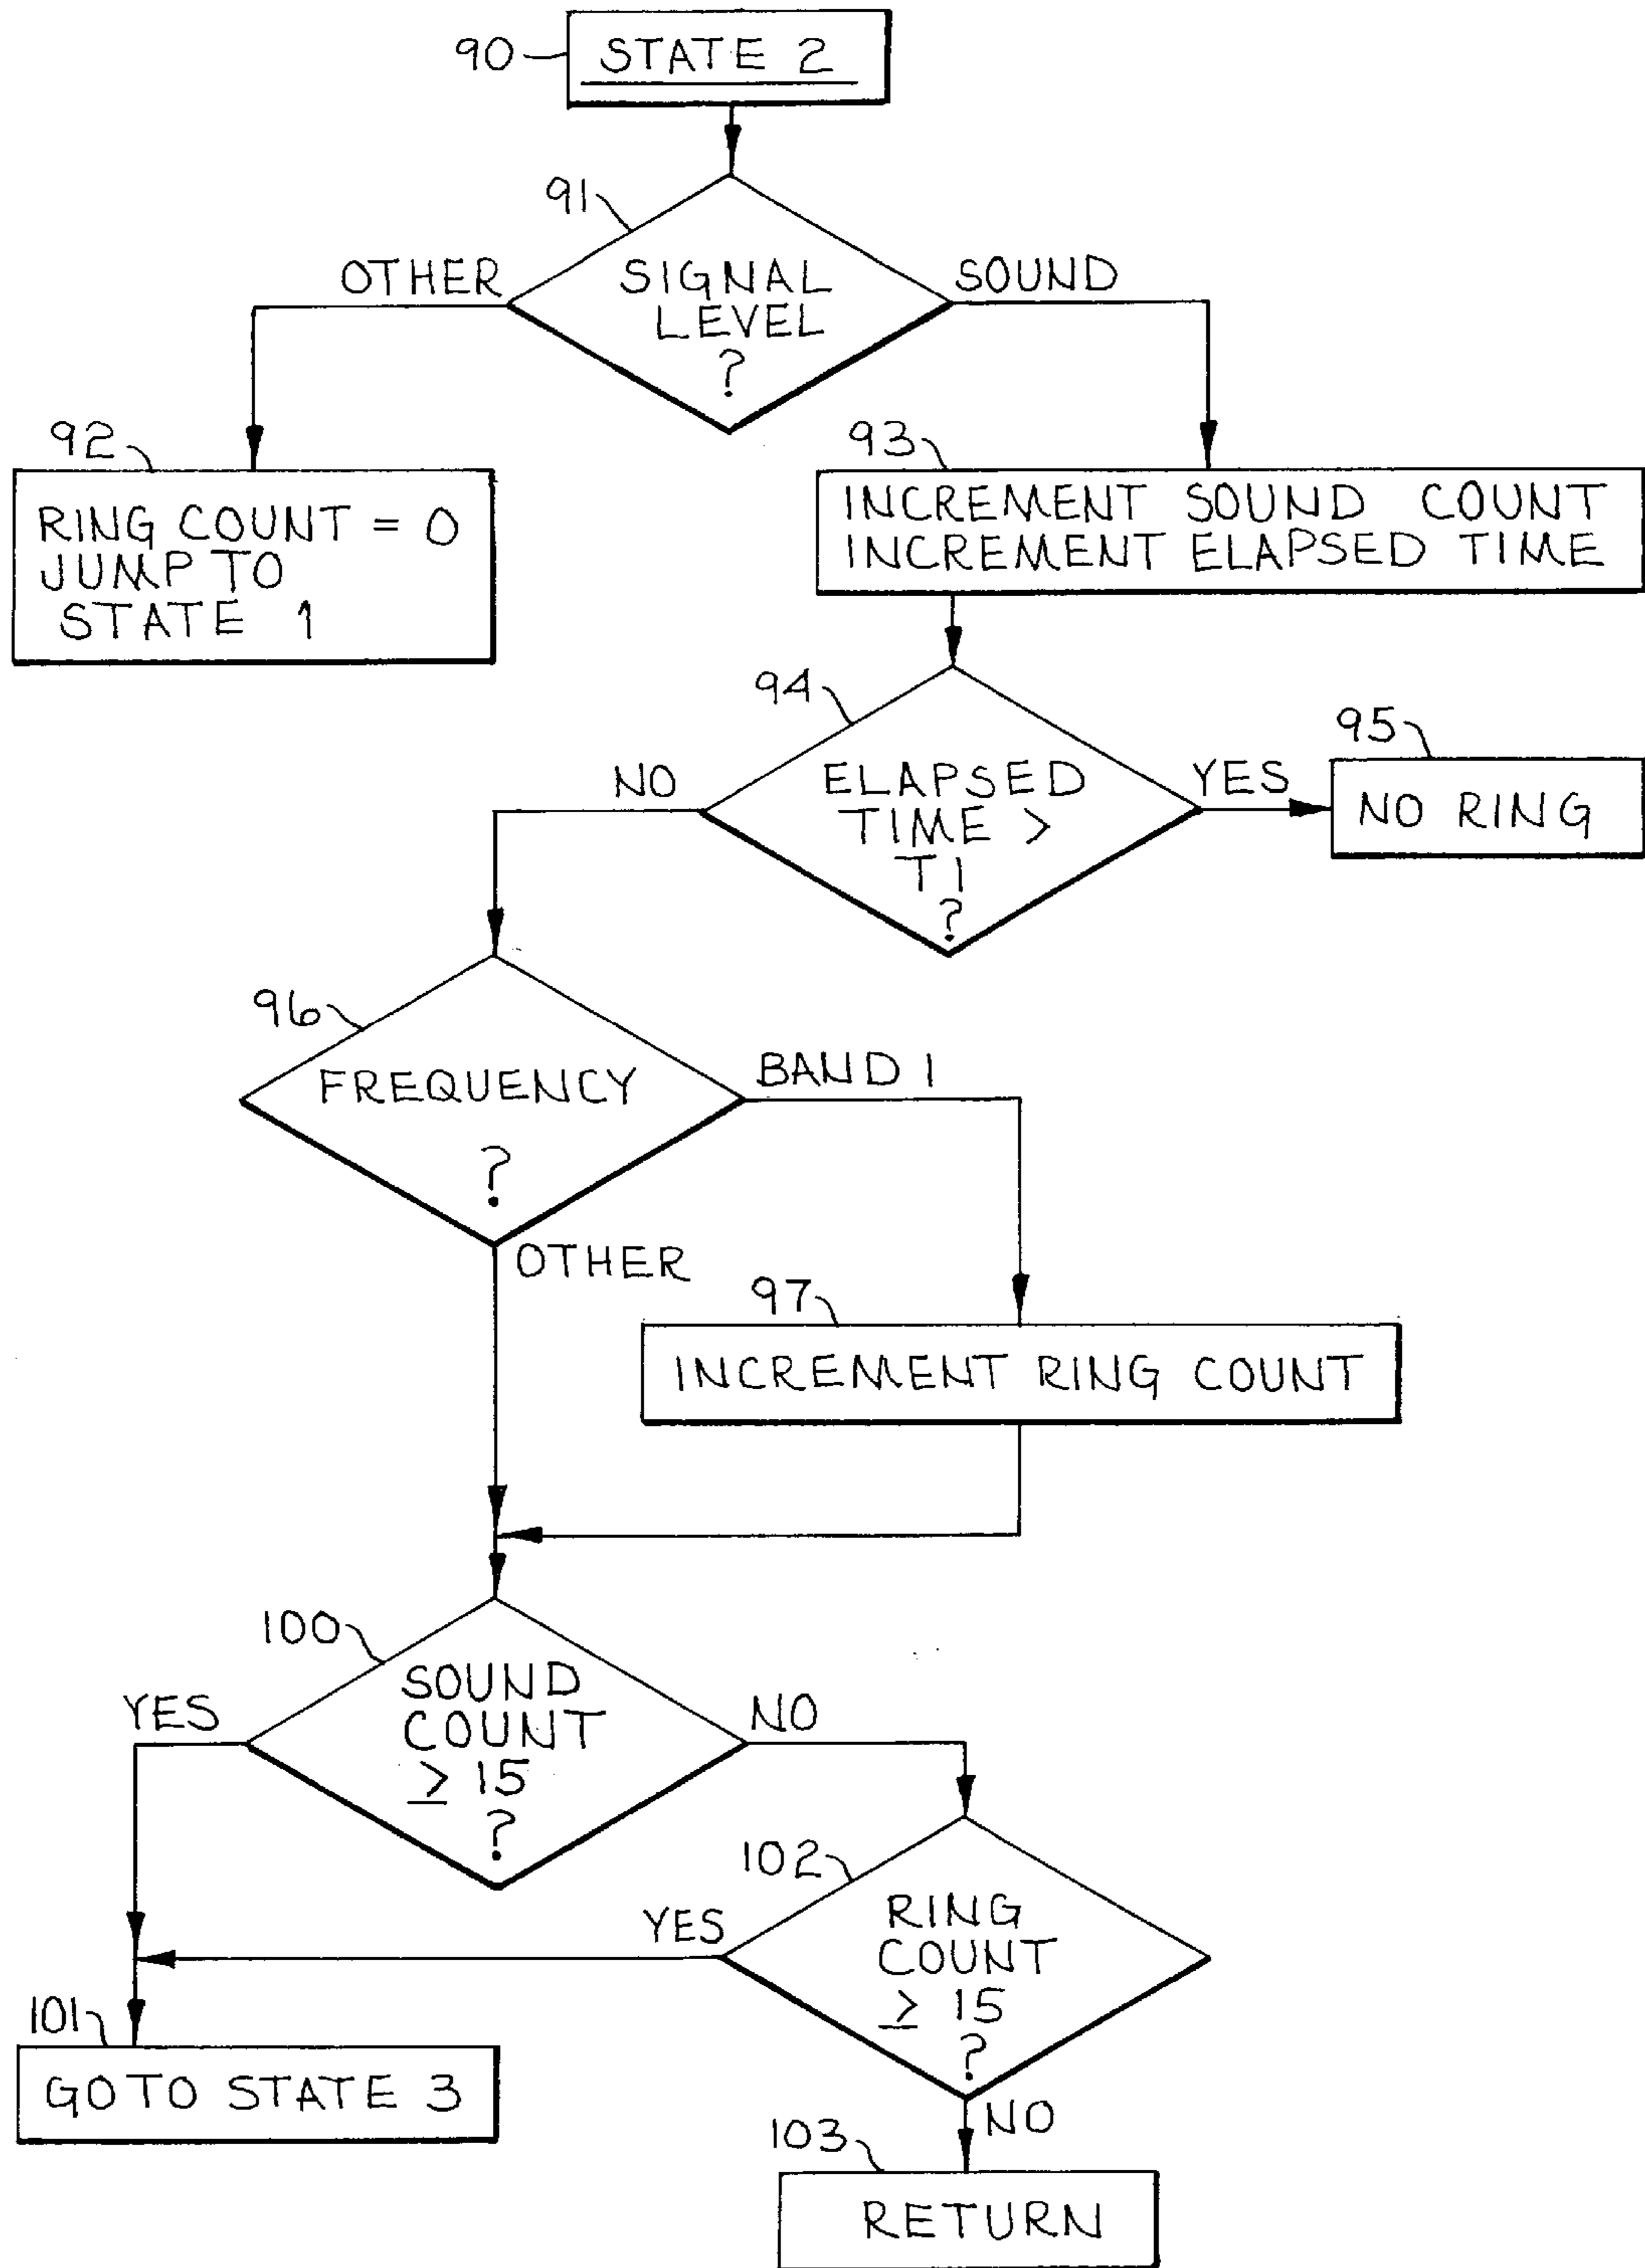 90
STATE 2
91
OTHER
SIGNAL
LEVEL
?
SOUND
92
RING COUNT = 0
JUMP TO
STATE 1
93
INCREMENT SOUND COUNT
INCREMENT ELAPSED TIME
94
NO
ELAPSED
TIME >
T1
?
YES
95
NO RING
96
FREQUENCY
?
BAND 1
OTHER
97
INCREMENT RING COUNT
100
YES
SOUND
COUNT
≥ 15
?
NO
102
YES
RING
COUNT
≥ 15
?
101
GO TO STATE 3
NO
103
RETURN